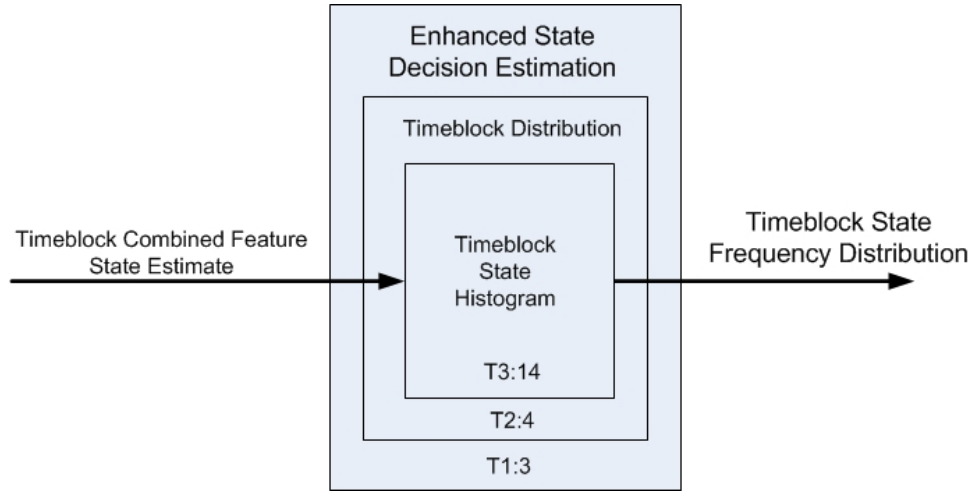 Enhanced State
Decision Estimation
Timeblock Distribution
Timeblock Combined Feature
State Estimate
Timeblock
State
Histogram
Timeblock State
Frequency Distribution
T3:14
T2:4
T1:3